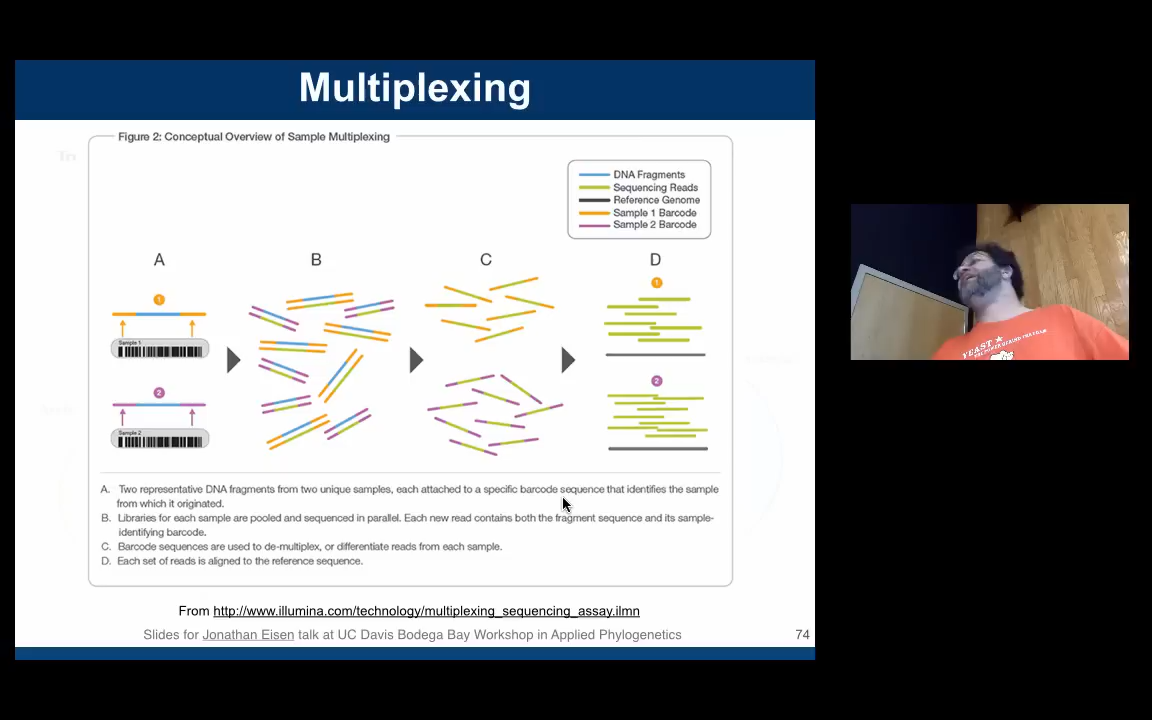 Multiplexing
Figure 2: Conceptual Overview of Sample Multiplexing
DNA Fragments
Sequencing Reads
Reference Genome
Sample 1 Barcode
Sample 2 Barcode
A B C D
1
1
Sample 1
2
2
Sample 2
A. Two representative DNA fragments from two unique samples, each attached to a specific barcode sequence that identifies the sample
from which it originated.
B. Libraries for each sample are pooled and sequenced in parallel. Each new read contains both the fragment sequence and its sample-
identifying barcode.
C. Barcode sequences are used to de-multiplex, or differentiate reads from each sample.
D. Each set of reads is aligned to the reference sequence.
From http://www.illumina.com/technology/multiplexing_sequencing_assay.ilmn
Slides for Jonathan Eisen talk at UC Davis Bodega Bay Workshop in Applied Phylogenetics
74
YEAST